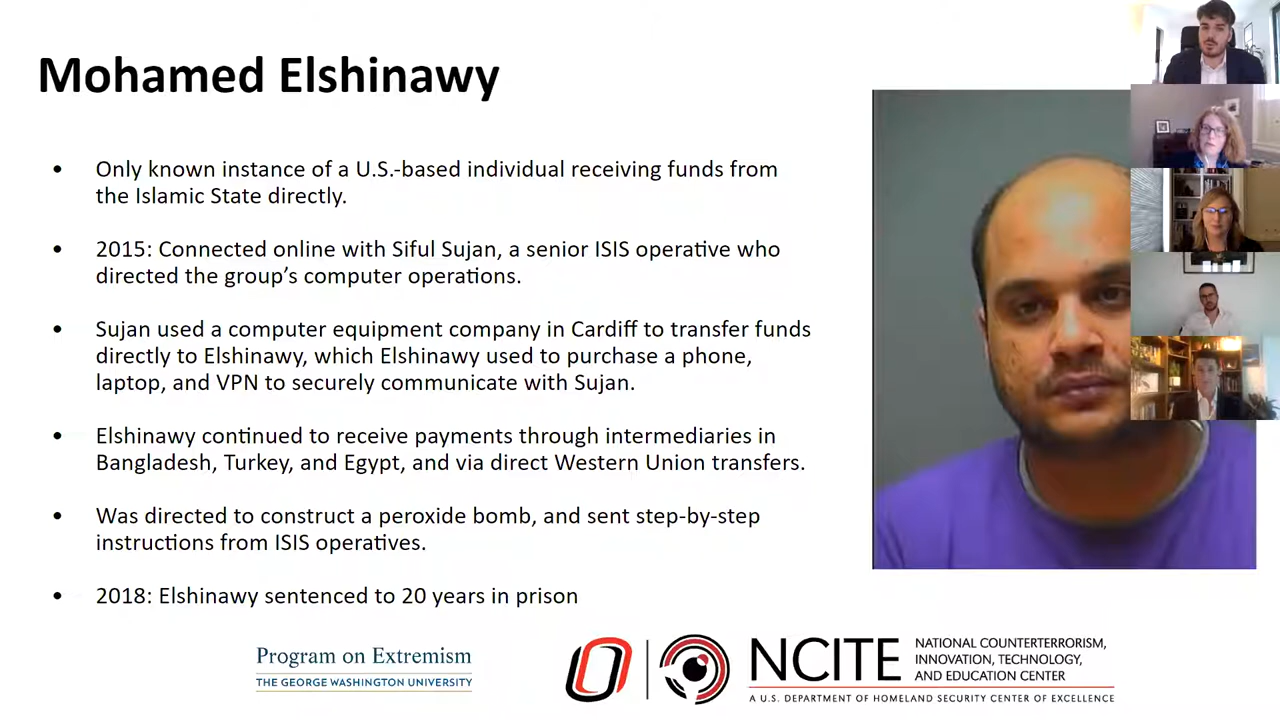 Mohamed Elshinawy
• Only known instance of a U.S.-based individual receiving funds from
the Islamic State directly.
• 2015: Connected online with Siful Sujan, a senior ISIS operative who
directed the group’s computer operations.
• Sujan used a computer equipment company in Cardiff to transfer funds
directly to Elshinawy, which Elshinawy used to purchase a phone,
laptop, and VPN to securely communicate with Sujan.
• Elshinawy continued to receive payments through intermediaries in
Bangladesh, Turkey, and Egypt, and via direct Western Union transfers.
• Was directed to construct a peroxide bomb, and sent step-by-step
instructions from ISIS operatives.
• 2018: Elshinawy sentenced to 20 years in prison
Program on Extremism
THE GEORGE WASHINGTON UNIVERSITY
O
NCITE
NATIONAL COUNTERTERRORISM,
INNOVATION, TECHNOLOGY,
AND EDUCATION CENTER
A U.S. DEPARTMENT OF HOMELAND SECURITY CENTER OF EXCELLENCE